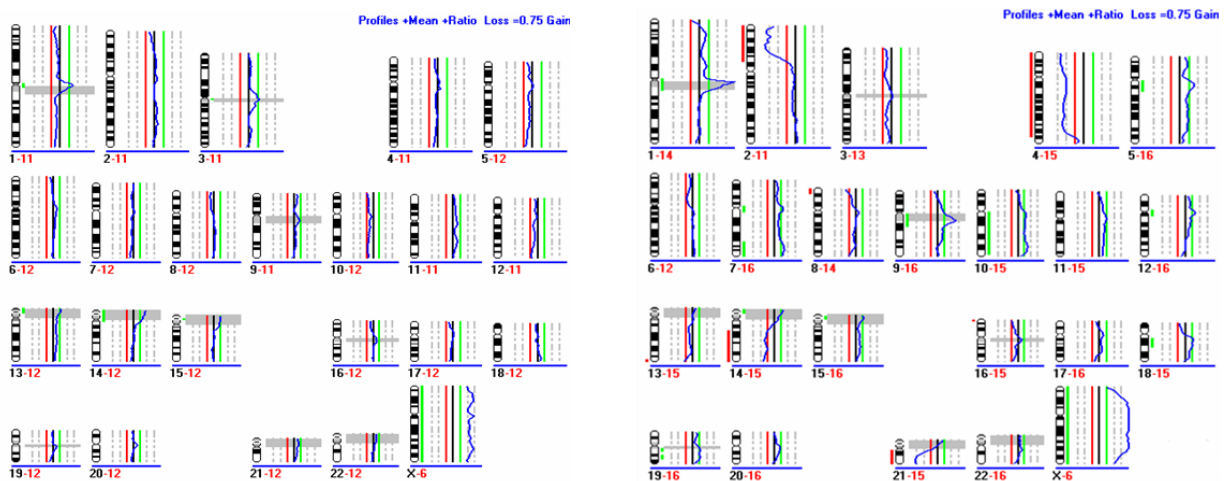 Profiles +Mean +Ratio Loss =0.75 Gain
1-11 2-11 3-11 4-11 5-12
6-12 7-12 8-12 9-11 10-12 11-11 12-11
13-12 14-12 15-12 16-12 17-12 18-12
19-12 20-12 21-12 22-12 X-6
Profiles +Mean +Ratio Loss =0.75 Gain
1-14 2-11 3-13 4-15 5-16
6-12 7-16 8-14 9-16 10-15 11-15 12-16
13-15 14-15 15-16 16-15 17-16 18-15
19-16 20-16 21-15 22-16 X-6